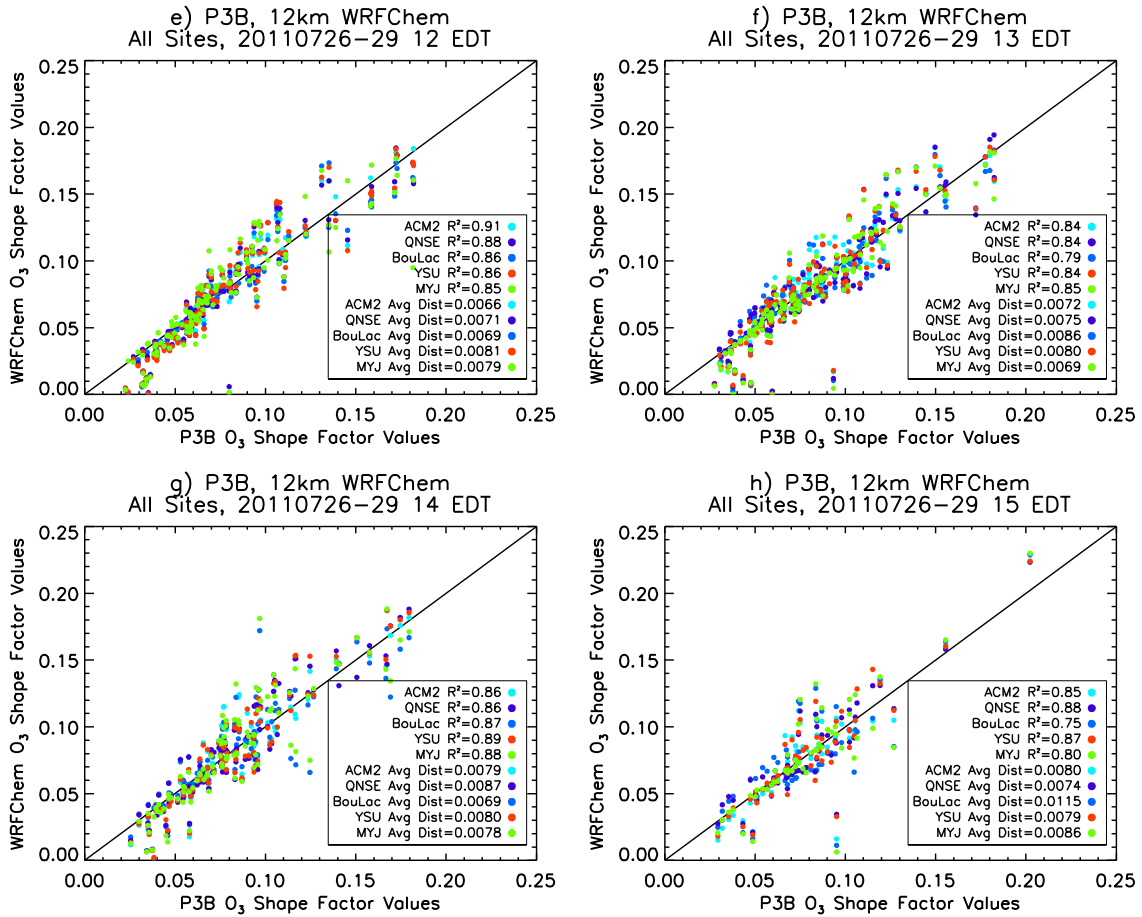 e) P3B, 12km WRFChem
All Sites, 20110726-29 12 EDT
WRFChem O₃ Shape Factor Values
0.25
0.20
0.15
0.10
0.05
0.00
ACM2 R²=0.91
QNSE R²=0.88
BouLac R²=0.86
YSU R²=0.86
MYJ R²=0.85
ACM2 Avg Dist=0.0066
QNSE Avg Dist=0.0071
BouLac Avg Dist=0.0069
YSU Avg Dist=0.0081
MYJ Avg Dist=0.0079
0.00 0.05 0.10 0.15 0.20 0.25
P3B O₃ Shape Factor Values
f) P3B, 12km WRFChem
All Sites, 20110726-29 13 EDT
WRFChem O₃ Shape Factor Values
0.25
0.20
0.15
0.10
0.05
0.00
ACM2 R²=0.84
QNSE R²=0.84
BouLac R²=0.79
YSU R²=0.84
MYJ R²=0.85
ACM2 Avg Dist=0.0072
QNSE Avg Dist=0.0075
BouLac Avg Dist=0.0086
YSU Avg Dist=0.0080
MYJ Avg Dist=0.0069
0.00 0.05 0.10 0.15 0.20 0.25
P3B O₃ Shape Factor Values
g) P3B, 12km WRFChem
All Sites, 20110726-29 14 EDT
WRFChem O₃ Shape Factor Values
0.25
0.20
0.15
0.10
0.05
0.00
ACM2 R²=0.86
QNSE R²=0.86
BouLac R²=0.87
YSU R²=0.89
MYJ R²=0.88
ACM2 Avg Dist=0.0079
QNSE Avg Dist=0.0087
BouLac Avg Dist=0.0069
YSU Avg Dist=0.0080
MYJ Avg Dist=0.0078
0.00 0.05 0.10 0.15 0.20 0.25
P3B O₃ Shape Factor Values
h) P3B, 12km WRFChem
All Sites, 20110726-29 15 EDT
WRFChem O₃ Shape Factor Values
0.25
0.20
0.15
0.10
0.05
0.00
ACM2 R²=0.85
QNSE R²=0.88
BouLac R²=0.75
YSU R²=0.87
MYJ R²=0.80
ACM2 Avg Dist=0.0080
QNSE Avg Dist=0.0074
BouLac Avg Dist=0.0115
YSU Avg Dist=0.0079
MYJ Avg Dist=0.0086
0.00 0.05 0.10 0.15 0.20 0.25
P3B O₃ Shape Factor Values